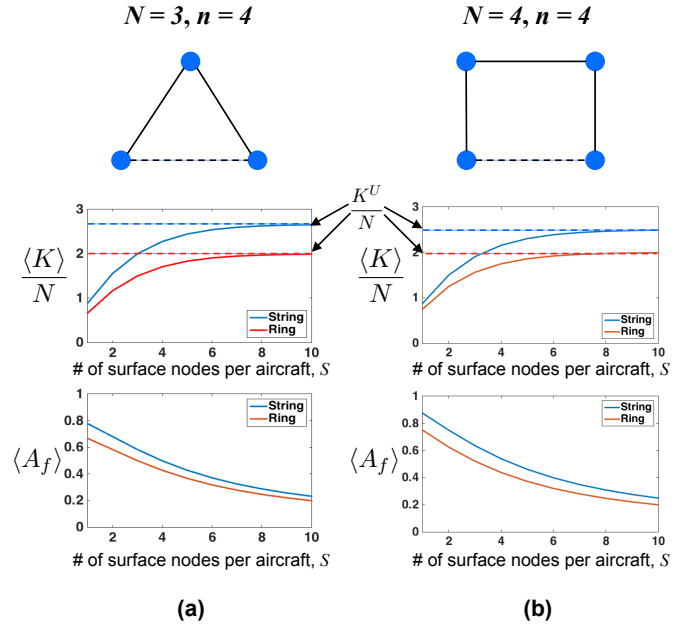 N = 3, n = 4
N = 4, n = 4
K^U
N
3
2
1
0
⟨K⟩
N
String
Ring
2 4 6 8 10
# of surface nodes per aircraft, S
3
2
1
0
⟨K⟩
N
String
Ring
2 4 6 8 10
# of surface nodes per aircraft, S
1
0.8
0.6
0.4
0.2
0
⟨A_f⟩
String
Ring
2 4 6 8 10
# of surface nodes per aircraft, S
1
0.8
0.6
0.4
0.2
0
⟨A_f⟩
String
Ring
2 4 6 8 10
# of surface nodes per aircraft, S
(a)
(b)